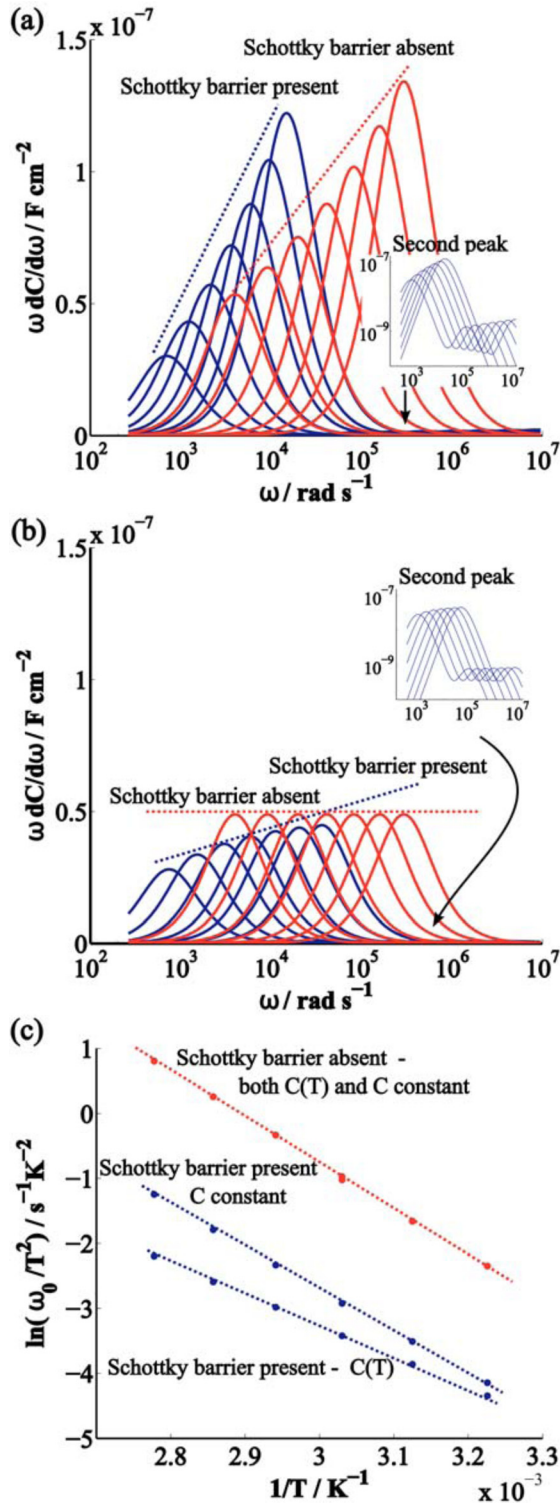 (a)
x 10⁻⁷
1.5
Schottky barrier absent
Schottky barrier present
1
ω dC/dω / F cm⁻²
Second peak
10⁻⁷
0.5
10⁻⁹
10³ 10⁵ 10⁷
0
10² 10³ 10⁴ 10⁵ 10⁶ 10⁷
ω / rad s⁻¹
(b)
x 10⁻⁷
1.5
Second peak
10⁻⁷
1
10⁻⁹
ω dC/dω / F cm⁻²
10³ 10⁵ 10⁷
Schottky barrier present
Schottky barrier absent
0.5
0
10² 10³ 10⁴ 10⁵ 10⁶ 10⁷
ω / rad s⁻¹
(c)
1
Schottky barrier absent -
both C(T) and C constant
0
Schottky barrier present
-1
C constant
ln(ω₀/T²) / s⁻¹K⁻²
-2
-3
Schottky barrier present - C(T)
-4
-5
2.8 2.9 3 3.1 3.2 3.3
1/T / K⁻¹
x 10⁻³